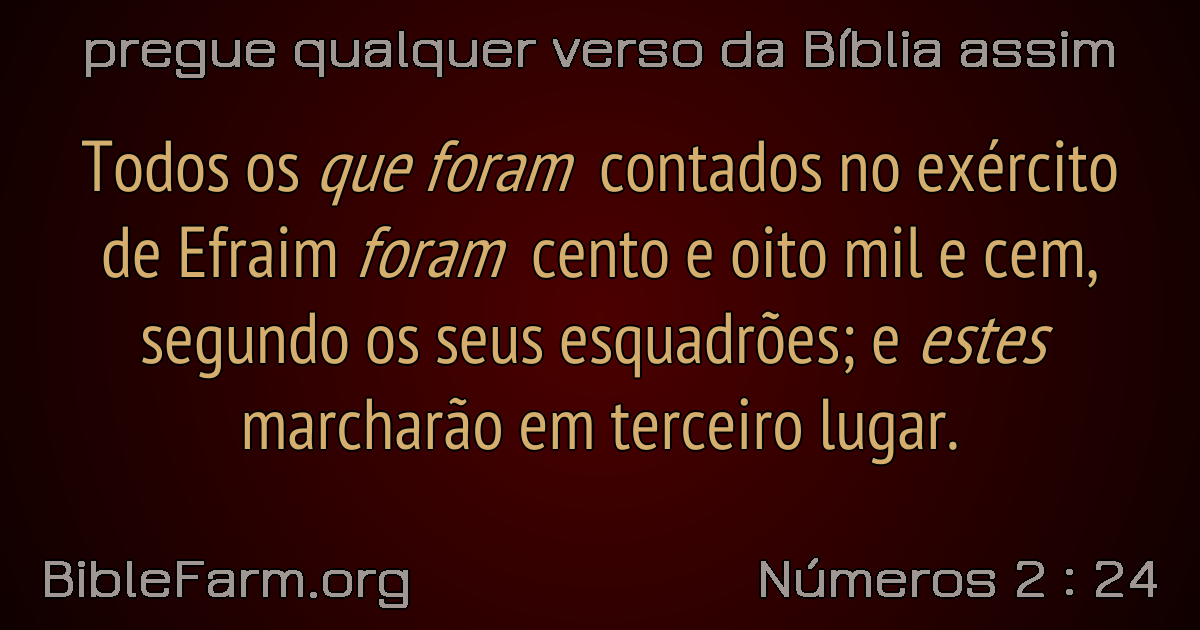 pregue qualquer verso da Bíblia assim
Todos os que foram contados no exército
de Efraim foram cento e oito mil e cem,
segundo os seus esquadrões; e estes
marcharão em terceiro lugar.
BibleFarm.org
Números 2 : 24